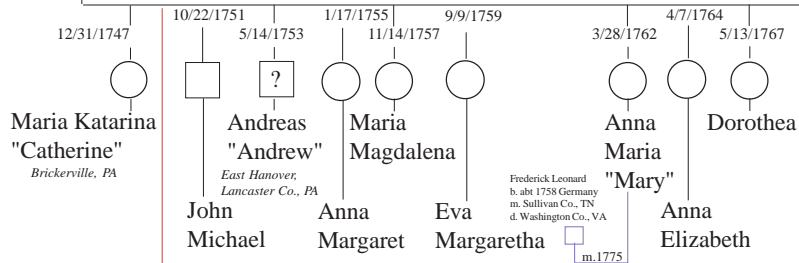 10/22/1751 1/17/1755 9/9/1759 4/7/1764
12/31/1747 5/14/1753 11/14/1757 3/28/1762 5/13/1767
?
Maria Katarina
"Catherine"
Brickerville, PA
Andreas
"Andrew"
East Hanover,
Lancaster Co., PA
Maria
Magdalena
Anna
Maria
"Mary"
Dorothea
Frederick Leonard
b. abt 1758 Germany
m. Sullivan Co., TN
d. Washington Co., VA
John
Michael
Anna
Margaret
Eva
Margaretha
Anna
Elizabeth
m.1775